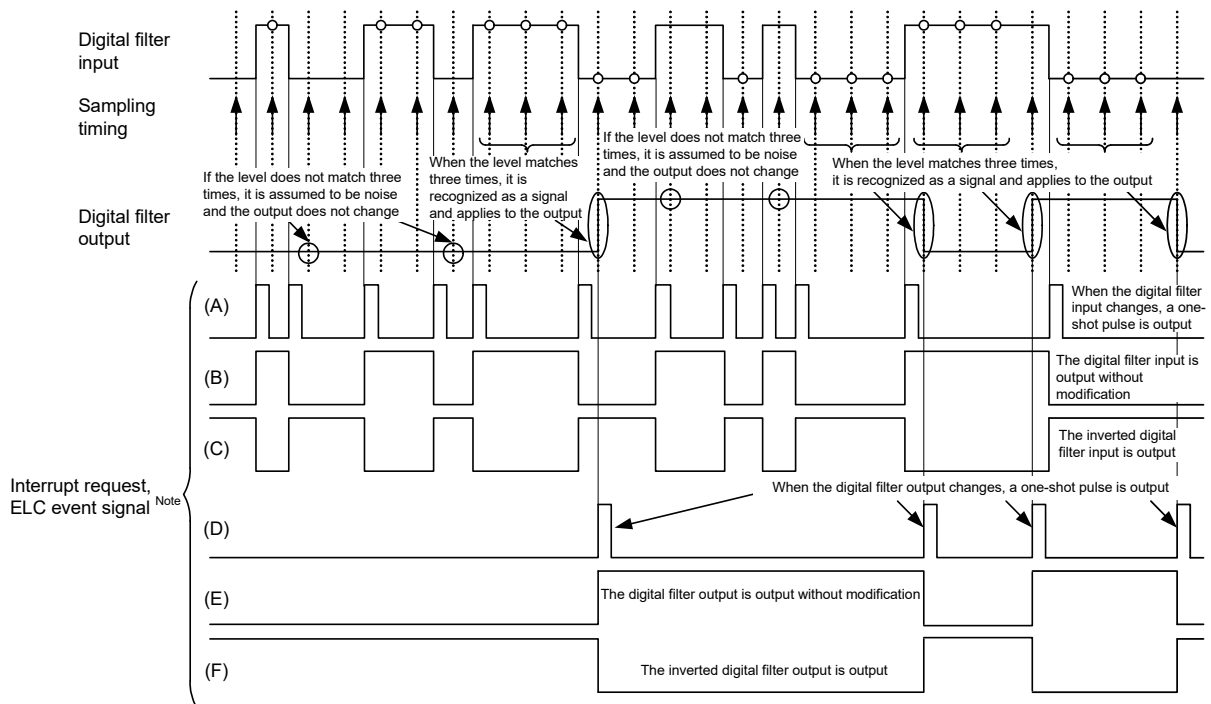 Digital filter
input
Sampling
timing
If the level does not match three
times, it is assumed to be noise
and the output does not change
When the level matches
three times, it is
recognized as a signal
and applies to the output
If the level does not match three
times, it is assumed to be noise
and the output does not change
When the level matches three times,
it is recognized as a signal and applies to the output
Digital filter
output
(A)
When the digital filter
input changes, a one-
shot pulse is output
(B)
The digital filter input is
output without
modification
(C)
The inverted digital
filter input is output
Interrupt request,
ELC event signal Note
When the digital filter output changes, a one-shot pulse is output
(D)
(E)
The digital filter output is output without modification
(F)
The inverted digital filter output is output